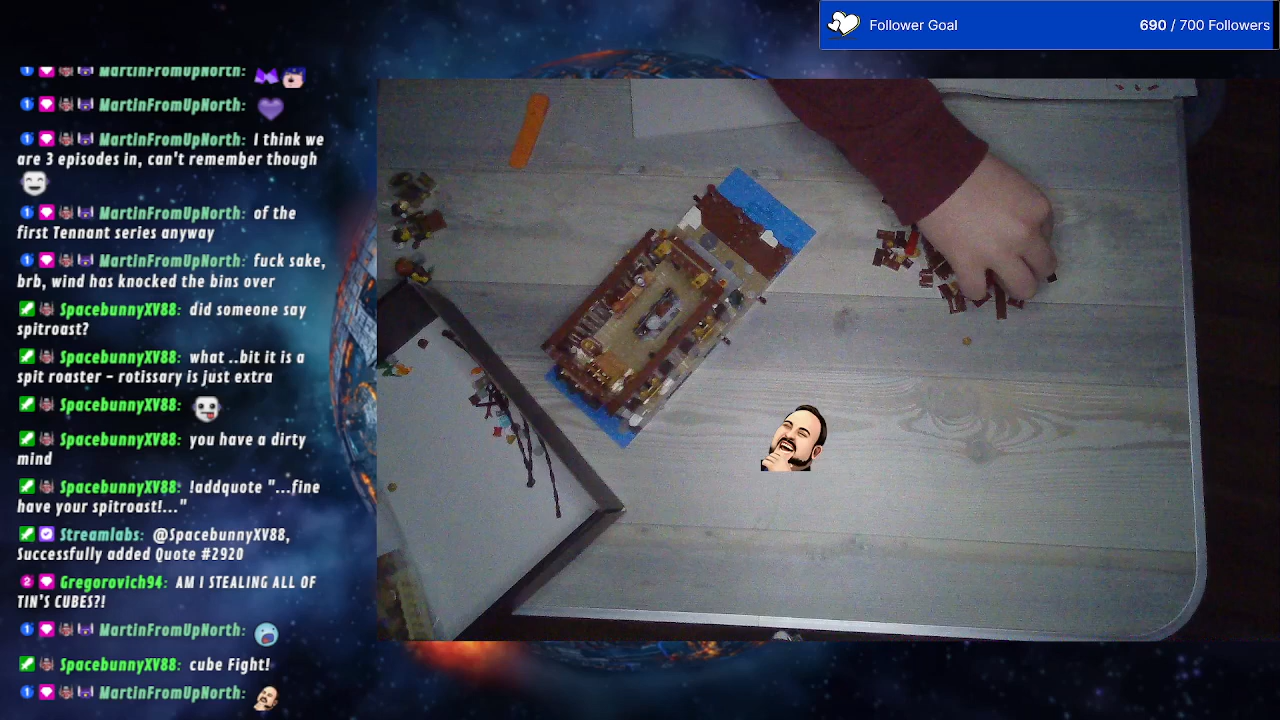 Follower Goal
690 / 700 Followers
MartinFromUpNorth:
MartinFromUpNorth:
MartinFromUpNorth: I think we
are 3 episodes in, can't remember though
MartinFromUpNorth: of the
first Tennant series anyway
MartinFromUpNorth: fuck sake,
brb, wind has knocked the bins over
SpacebunnyXV88: did someone say
spitroast?
SpacebunnyXV88: what ..bit it is a
spit roaster - rotissary is just extra
SpacebunnyXV88:
SpacebunnyXV88: you have a dirty
mind
SpacebunnyXV88: !addquote "...fine
have your spitroast!..."
Streamlabs: @SpacebunnyXV88,
Successfully added Quote #2920
Gregorovich94: AM I STEALING ALL OF
TIN'S CUBES?!
MartinFromUpNorth:
SpacebunnyXV88: cube Fight!
MartinFromUpNorth: